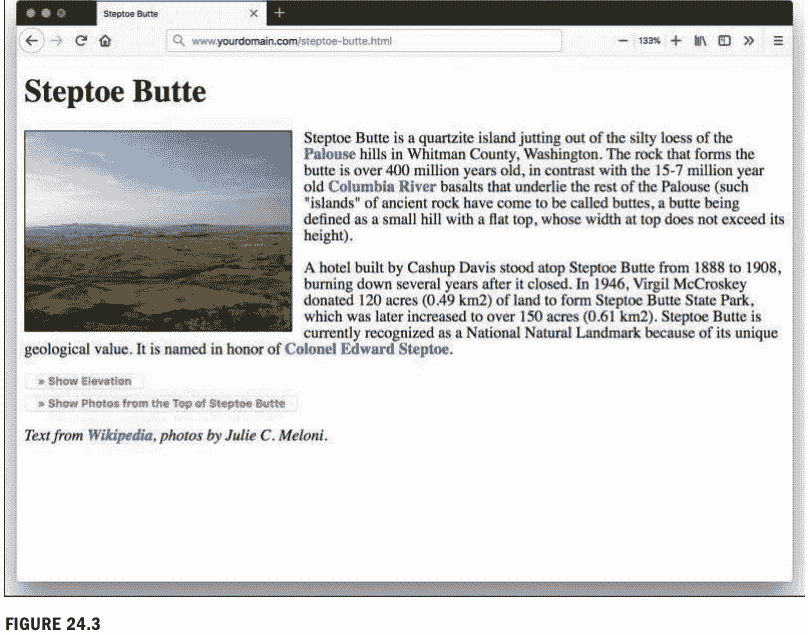 Steptoe Butte
www.yourdomain.com/steptoe-butte.html
133%
Steptoe Butte
Steptoe Butte is a quartzite island jutting out of the silty loess of the
Palouse hills in Whitman County, Washington. The rock that forms the
butte is over 400 million years old, in contrast with the 15-7 million year
old Columbia River basalts that underlie the rest of the Palouse (such
"islands" of ancient rock have come to be called buttes, a butte being
defined as a small hill with a flat top, whose width at top does not exceed its
height).
A hotel built by Cashup Davis stood atop Steptoe Butte from 1888 to 1908,
burning down several years after it closed. In 1946, Virgil McCroskey
donated 120 acres (0.49 km2) of land to form Steptoe Butte State Park,
which was later increased to over 150 acres (0.61 km2). Steptoe Butte is
currently recognized as a National Natural Landmark because of its unique
geological value. It is named in honor of Colonel Edward Steptoe.
» Show Elevation
» Show Photos from the Top of Steptoe Butte
Text from Wikipedia, photos by Julie C. Meloni.
FIGURE 24.3